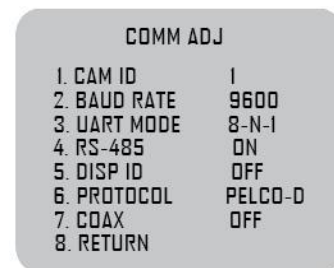 COMM ADJ
1. CAM ID 1
2. BAUD RATE 9600
3. UART MODE 8-N-1
4. RS-485 ON
5. DISP ID OFF
6. PROTOCOL PELCO-D
7. COAX OFF
8. RETURN